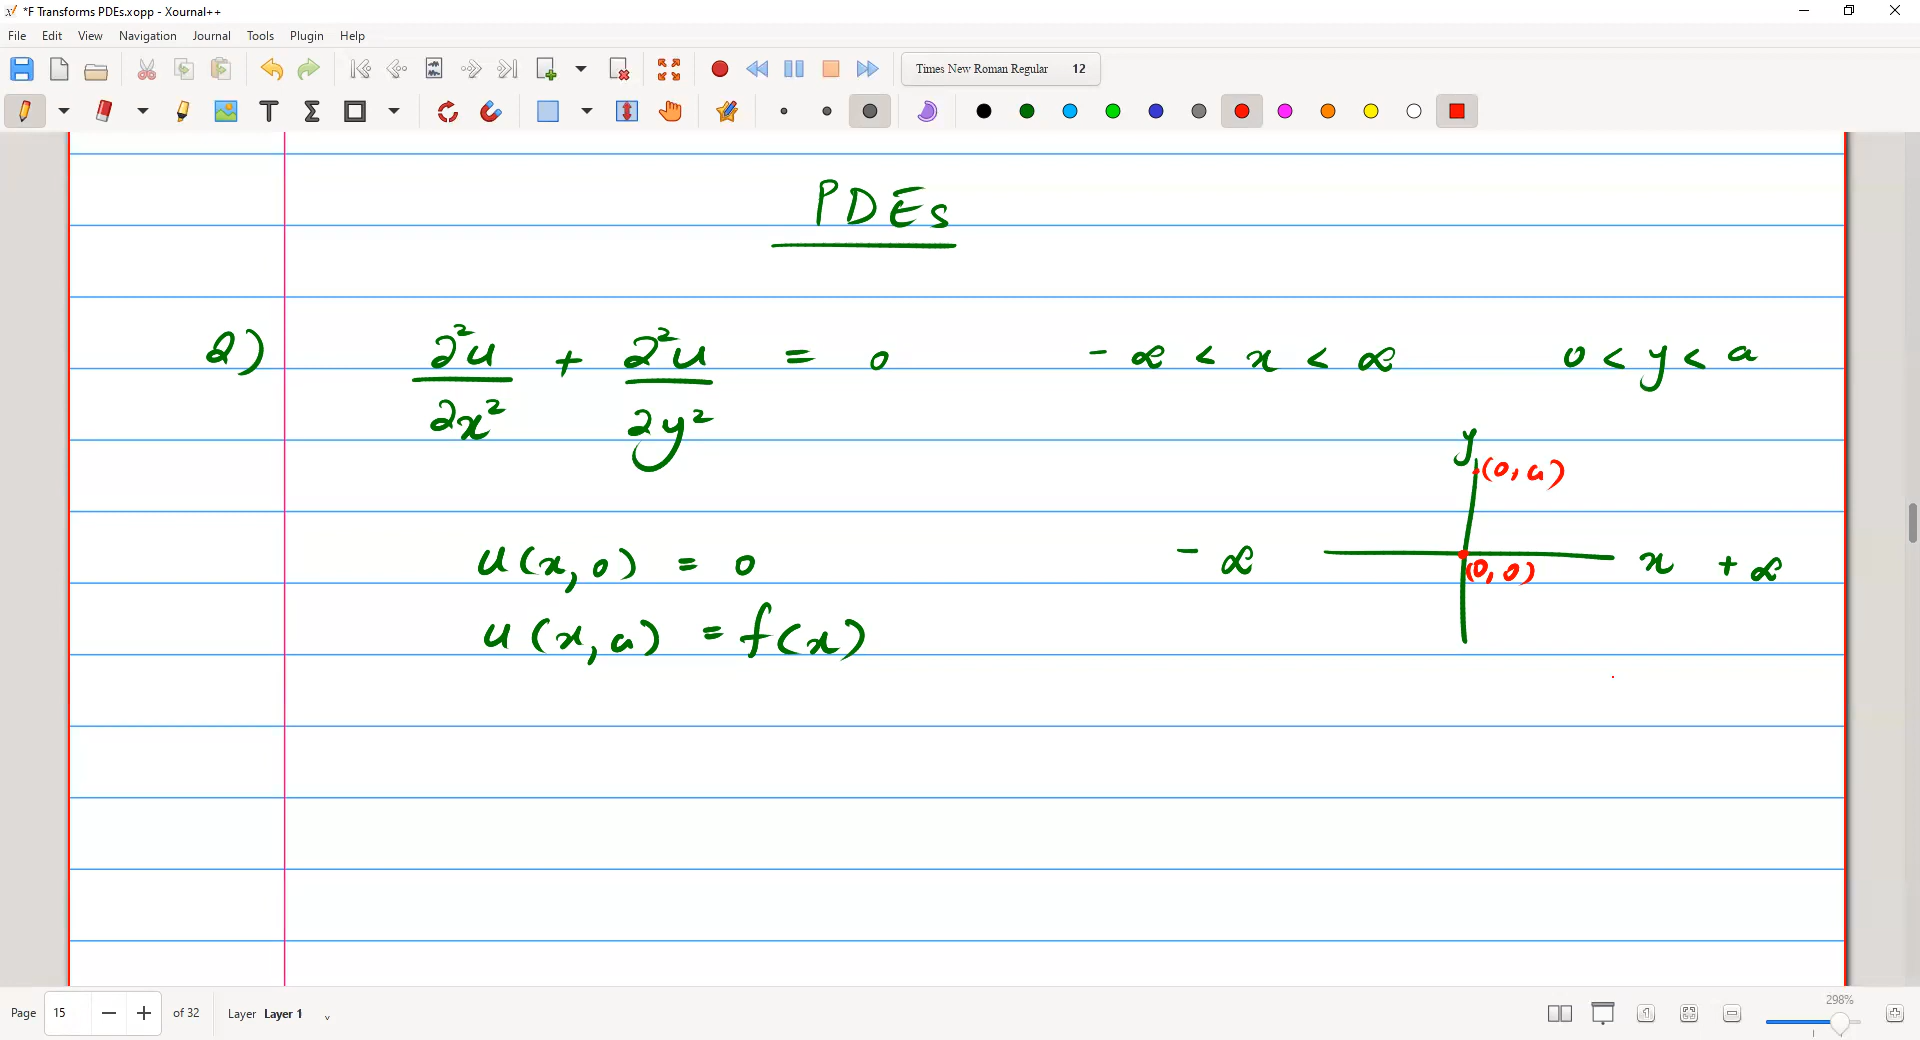 *F Transforms PDEs.xopp - Xournal++
File Edit View Navigation Journal Tools Plugin Help
Times New Roman Regular 12
PDEs
2) ∂²u/∂x² + ∂²u/∂y² = 0 -∞ < x < ∞ 0 < y < a
y
(0, a)
u(x, 0) = 0 -∞ x +∞
(0, 0)
u(x, a) = f(x)
Page 15 of 32 Layer Layer 1 298%